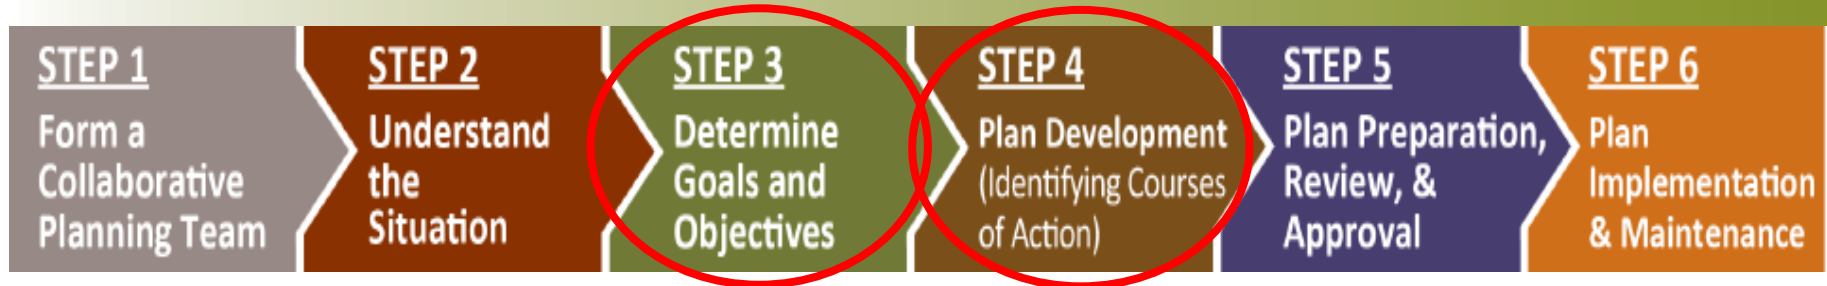 STEP 1
Form a
Collaborative
Planning Team
STEP 2
Understand
the
Situation
STEP 3
Determine
Goals and
Objectives
STEP 4
Plan Development
(Identifying Courses
of Action)
STEP 5
Plan Preparation,
Review, &
Approval
STEP 6
Plan
Implementation
& Maintenance